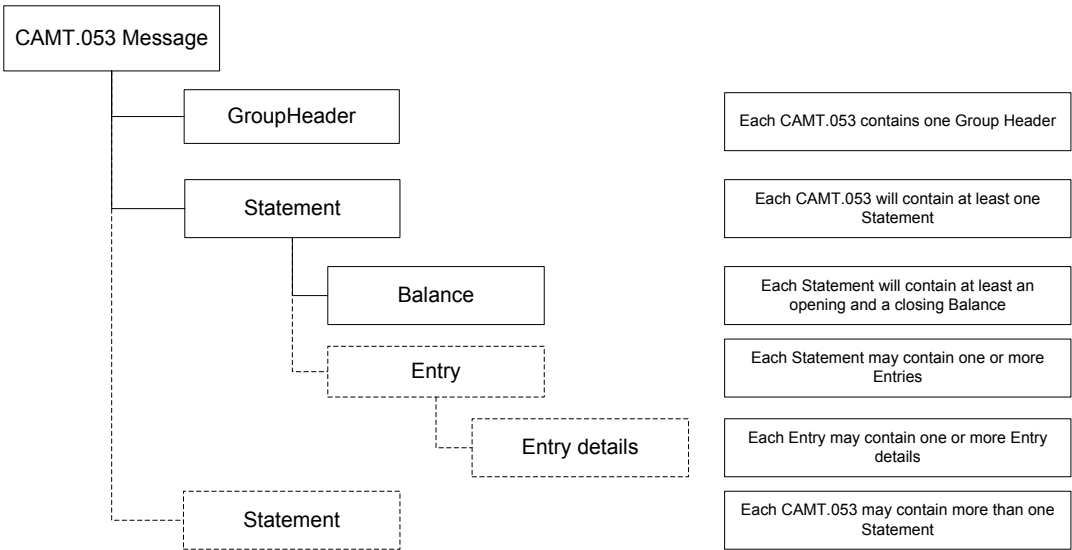 CAMT.053 Message
GroupHeader
Each CAMT.053 contains one Group Header
Statement
Each CAMT.053 will contain at least one
Statement
Balance
Each Statement will contain at least an
opening and a closing Balance
Entry
Each Statement may contain one or more
Entries
Entry details
Each Entry may contain one or more Entry
details
Statement
Each CAMT.053 may contain more than one
Statement